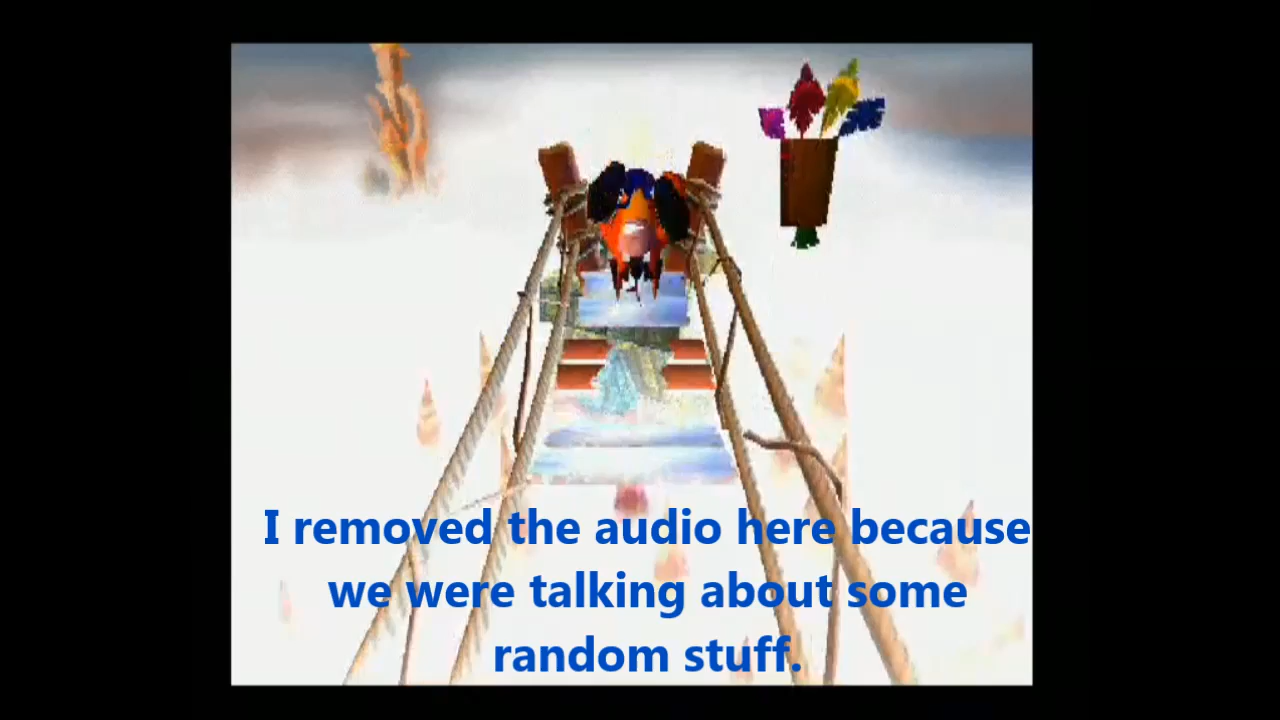 I removed the audio here because
we were talking about some
random stuff.